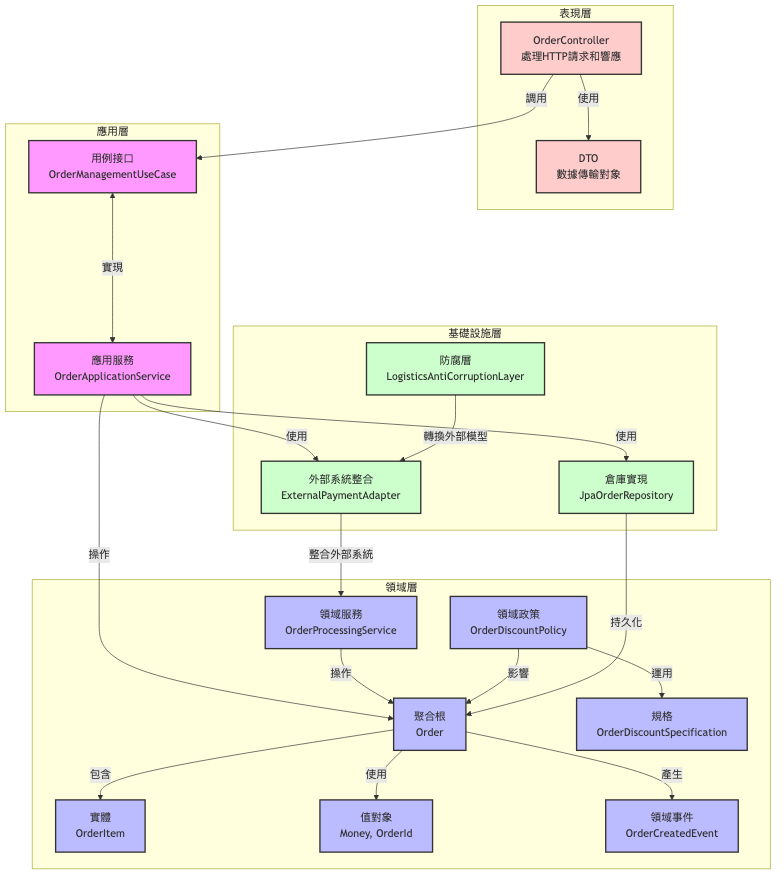 表現層
OrderController
處理HTTP請求和響應
調用
使用
DTO
數據傳輸對象
應用層
用例接口
OrderManagementUseCase
實現
應用服務
OrderApplicationService
基礎設施層
防腐層
LogisticsAntiCorruptionLayer
使用
轉換外部模型
使用
外部系統整合
ExternalPaymentAdapter
倉庫實現
JpaOrderRepository
操作
整合外部系統
持久化
領域層
領域服務
OrderProcessingService
領域政策
OrderDiscountPolicy
操作
影響
運用
聚合根
Order
規格
OrderDiscountSpecification
包含
使用
產生
實體
OrderItem
值對象
Money, OrderId
領域事件
OrderCreatedEvent